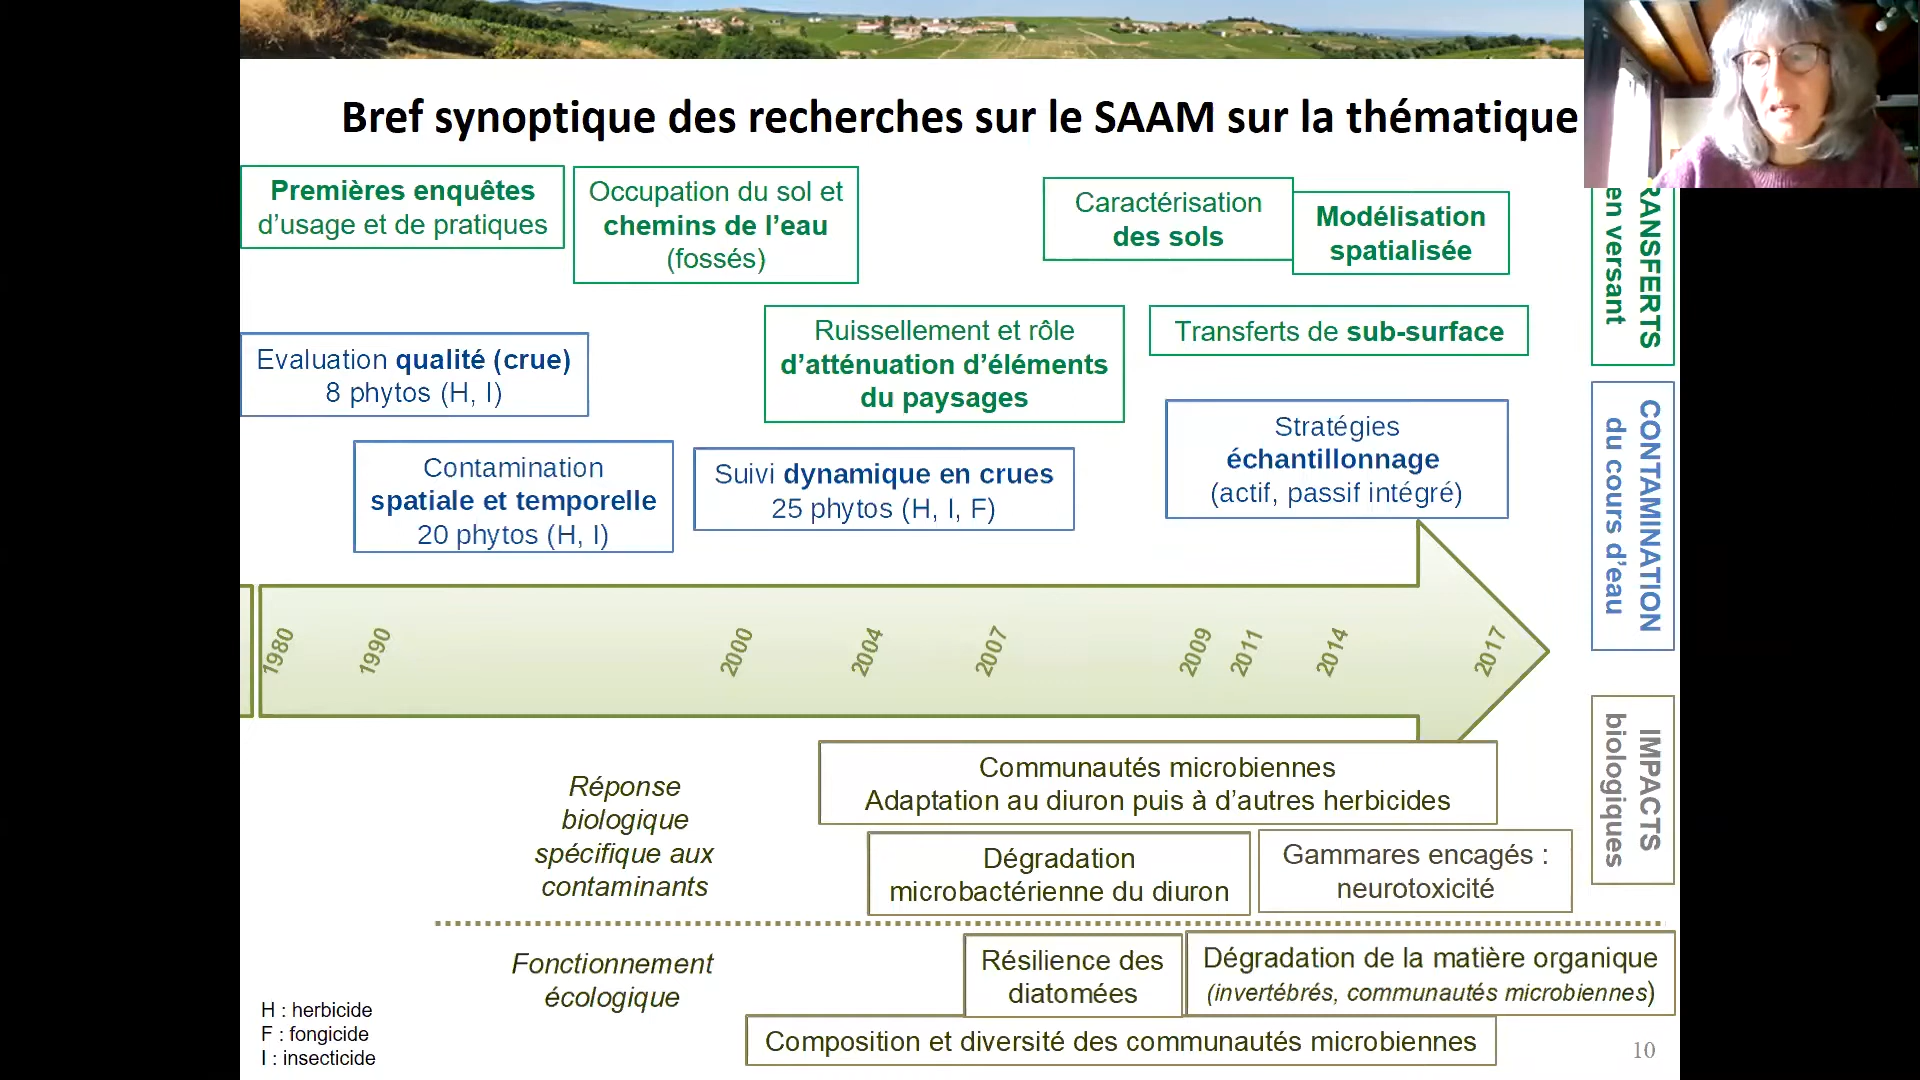 Bref synoptique des recherches sur le SAAM sur la thématique
Premières enquêtes
d’usage et de pratiques
Occupation du sol et
chemins de l’eau
(fossés)
Caractérisation
des sols
Modélisation
spatialisée
RANSFERTS
en versant
Evaluation qualité (crue)
8 phytos (H, I)
Ruissellement et rôle
d’atténuation d’éléments
du paysages
Transferts de sub-surface
Contamination
spatiale et temporelle
20 phytos (H, I)
Suivi dynamique en crues
25 phytos (H, I, F)
Stratégies
échantillonnage
(actif, passif intégré)
CONTAMINATION
du cours d’eau
1980
1990
2000
2004
2007
2009
2011
2014
2017
IMPACTS
biologiques
Réponse
biologique
spécifique aux
contaminants
Communautés microbiennes
Adaptation au diuron puis à d’autres herbicides
Dégradation
microbactérienne du diuron
Gammares encagés :
neurotoxicité
Fonctionnement
écologique
Résilience des
diatomées
Dégradation de la matière organique
(invertébrés, communautés microbiennes)
Composition et diversité des communautés microbiennes
H : herbicide
F : fongicide
I : insecticide
10